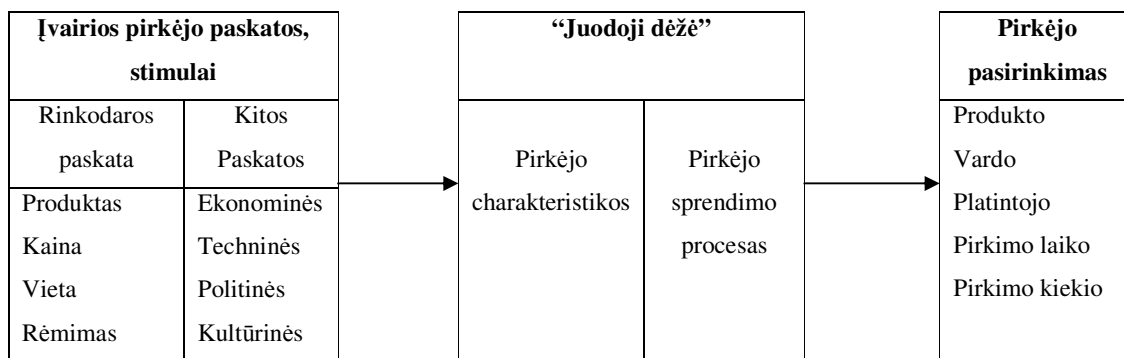 Įvairios pirkėjo paskatos,
stimulai
Rinkodaros
paskata
Kitos
Paskatos
Produktas
Kaina
Vieta
Rėmimas
Ekonominės
Techninės
Politinės
Kultūrinės
“Juodoji dėžė”
Pirkėjo
charakteristikos
Pirkėjo
sprendimo
procesas
Pirkėjo
pasirinkimas
Produkto
Vardo
Platintojo
Pirkimo laiko
Pirkimo kiekio